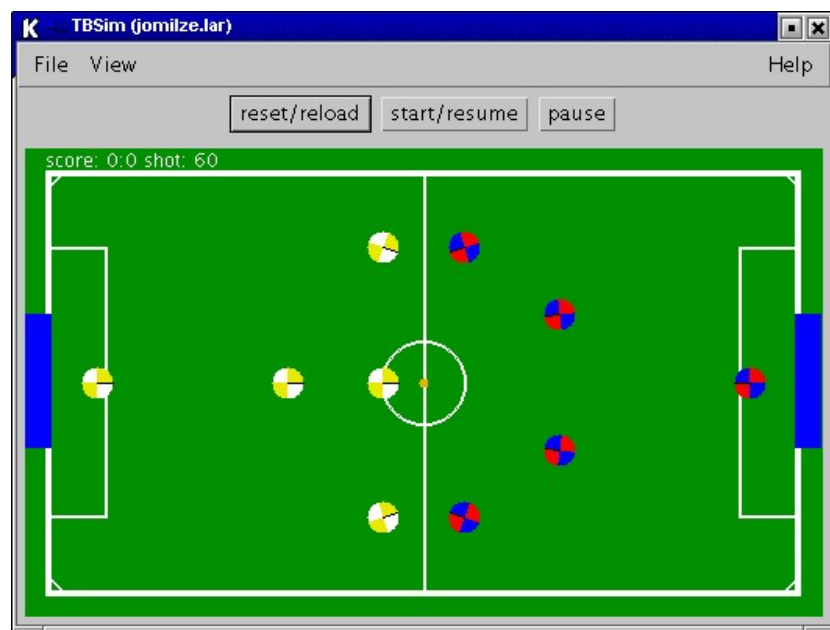 TBSim (jomilze.lar)
File View Help
reset/reload start/resume pause
score: 0:0 shot: 60